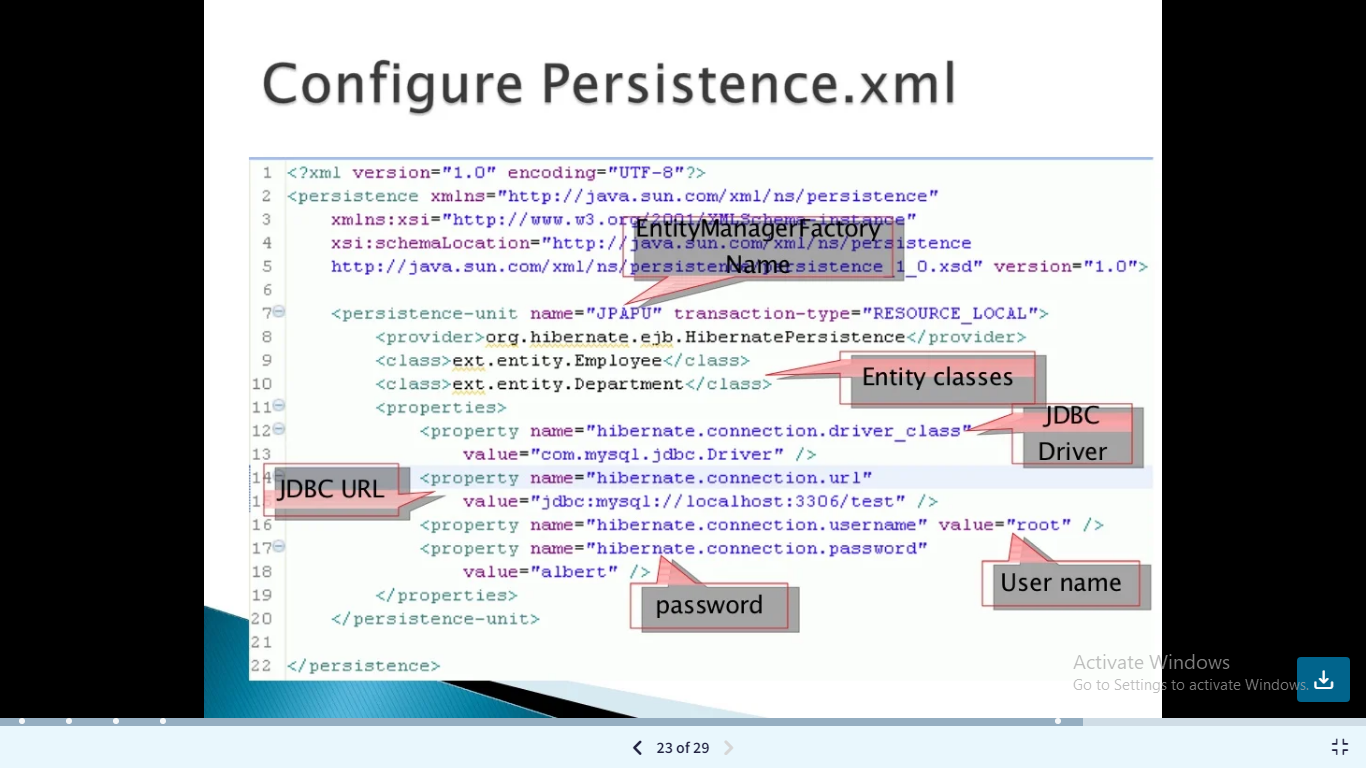 Configure Persistence.xml
1 <?xml version="1.0" encoding="UTF-8"?>
2 <persistence xmlns="http://java.sun.com/xml/ns/persistence"
3 xmlns:xsi="http://www.w3.org/2001/XMLSchema-instance"
EntityManagerFactory
4 xsi:schemaLocation="http://java.sun.com/xml/ns/persistence
Name
5 http://java.sun.com/xml/ns/persistence/persistence_1_0.xsd" version="1.0">
6
7 <persistence-unit name="JPAPU" transaction-type="RESOURCE_LOCAL">
8 <provider>org.hibernate.ejb.HibernatePersistence</provider>
9 <class>ext.entity.Employee</class>
Entity classes
10 <class>ext.entity.Department</class>
11 <properties>
JDBC
12 <property name="hibernate.connection.driver_class"
Driver
13 value="com.mysql.jdbc.Driver" />
14 <property name="hibernate.connection.url"
JDBC URL
15 value="jdbc:mysql://localhost:3306/test" />
16 <property name="hibernate.connection.username" value="root" />
17 <property name="hibernate.connection.password"
18 value="albert" />
User name
19 </properties>
password
20 </persistence-unit>
21
22 </persistence>
Activate Windows
Go to Settings to activate Windows.
23 of 29